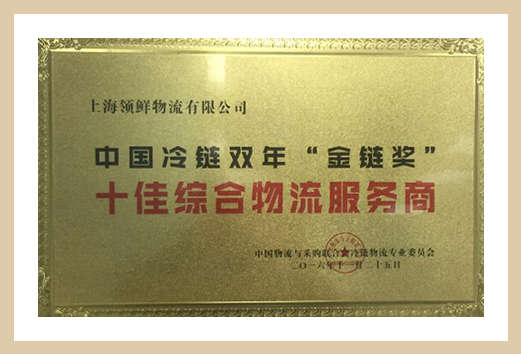 上海领鲜物流有限公司
中国冷链双年“金链奖”
十佳综合物流服务商
中国物流与采购联合会冷链物流专业委员会
二〇一六年十一月二十五日